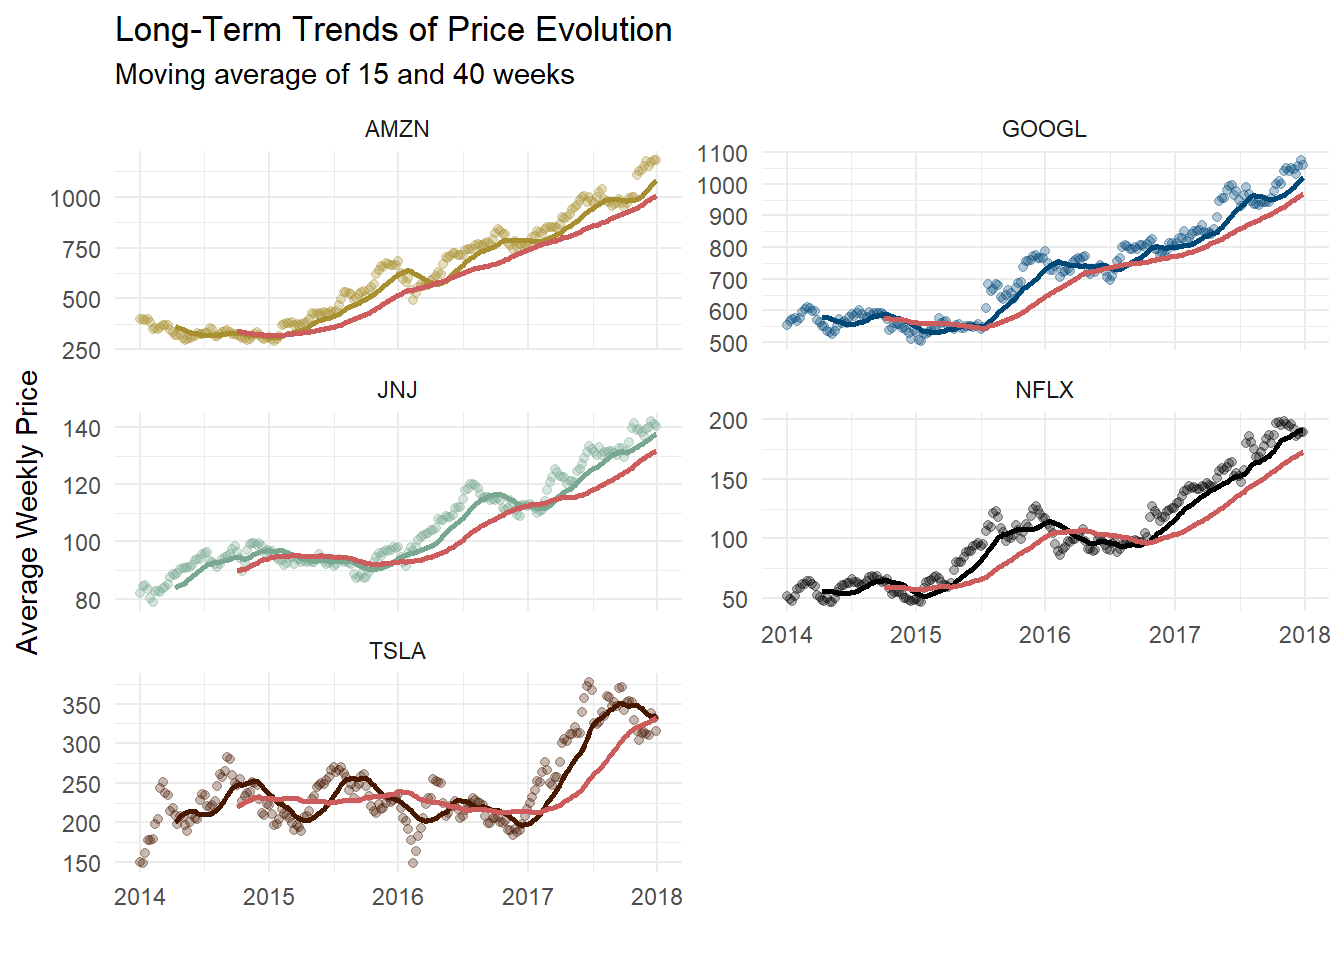 Long-Term Trends of Price Evolution
Moving average of 15 and 40 weeks
AMZN
1000
750
500
250
GOOGL
1100
1000
900
800
700
600
500
Average Weekly Price
JNJ
140
120
100
80
NFLX
200
150
100
50
2014 2015 2016 2017 2018
TSLA
350
300
250
200
150
2014 2015 2016 2017 2018